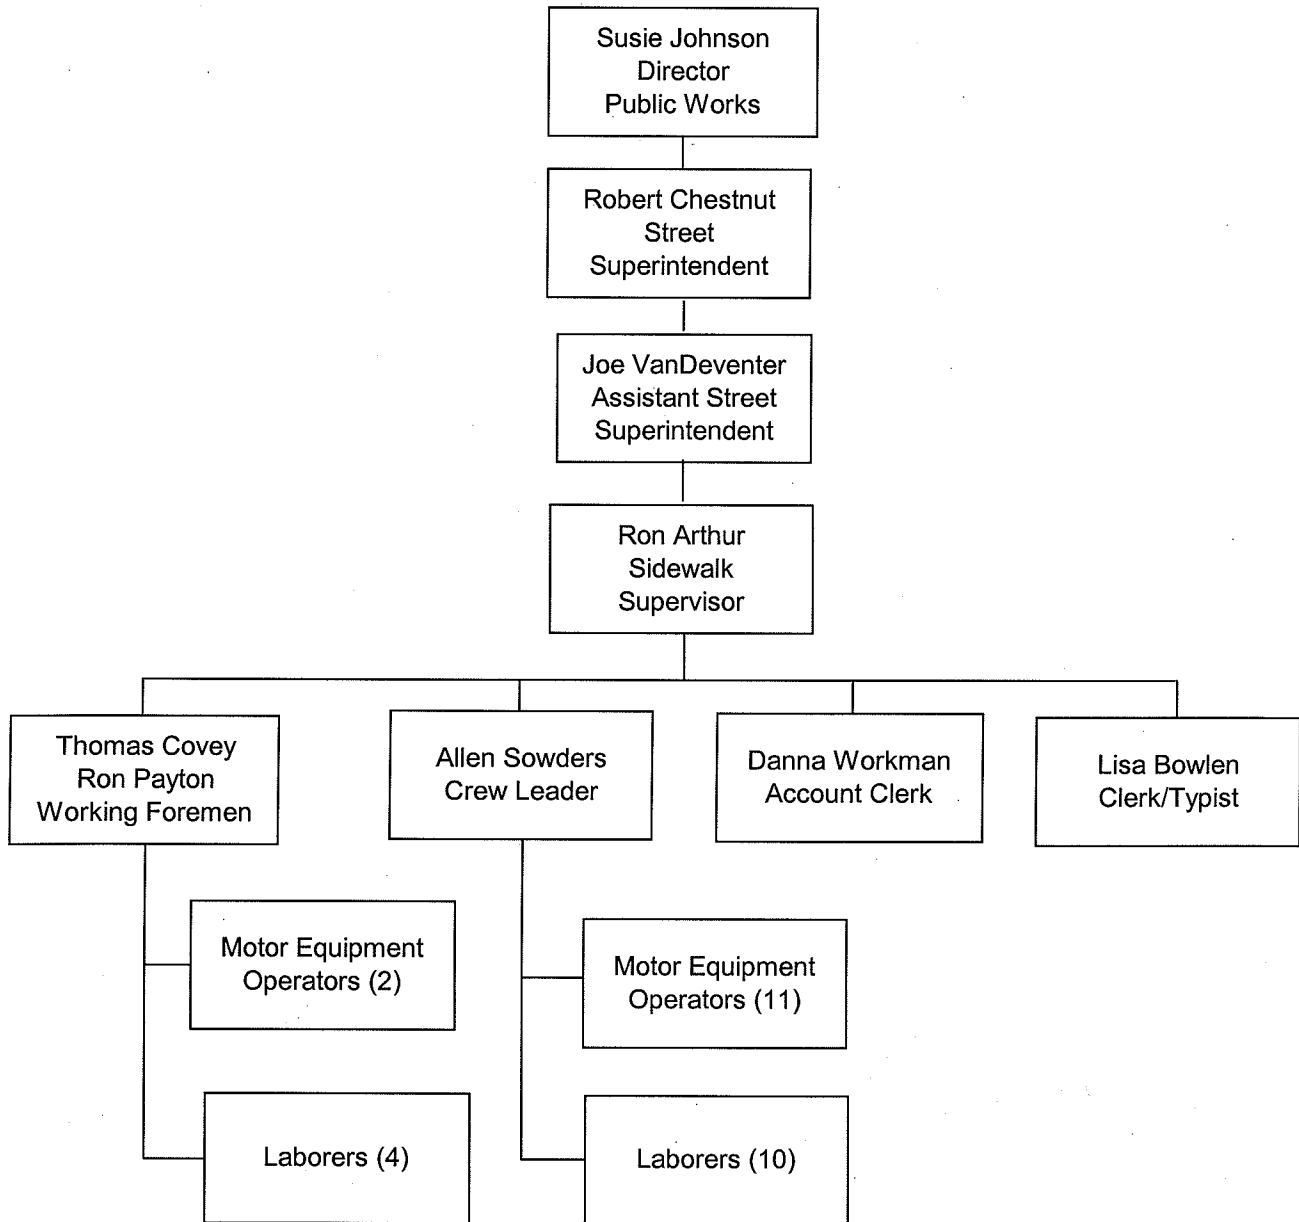 Susie Johnson
Director
Public Works
Robert Chestnut
Street
Superintendent
Joe VanDeventer
Assistant Street
Superintendent
Ron Arthur
Sidewalk
Supervisor
Thomas Covey
Ron Payton
Working Foremen
Allen Sowders
Crew Leader
Danna Workman
Account Clerk
Lisa Bowlen
Clerk/Typist
Motor Equipment
Operators (2)
Motor Equipment
Operators (11)
Laborers (4)
Laborers (10)